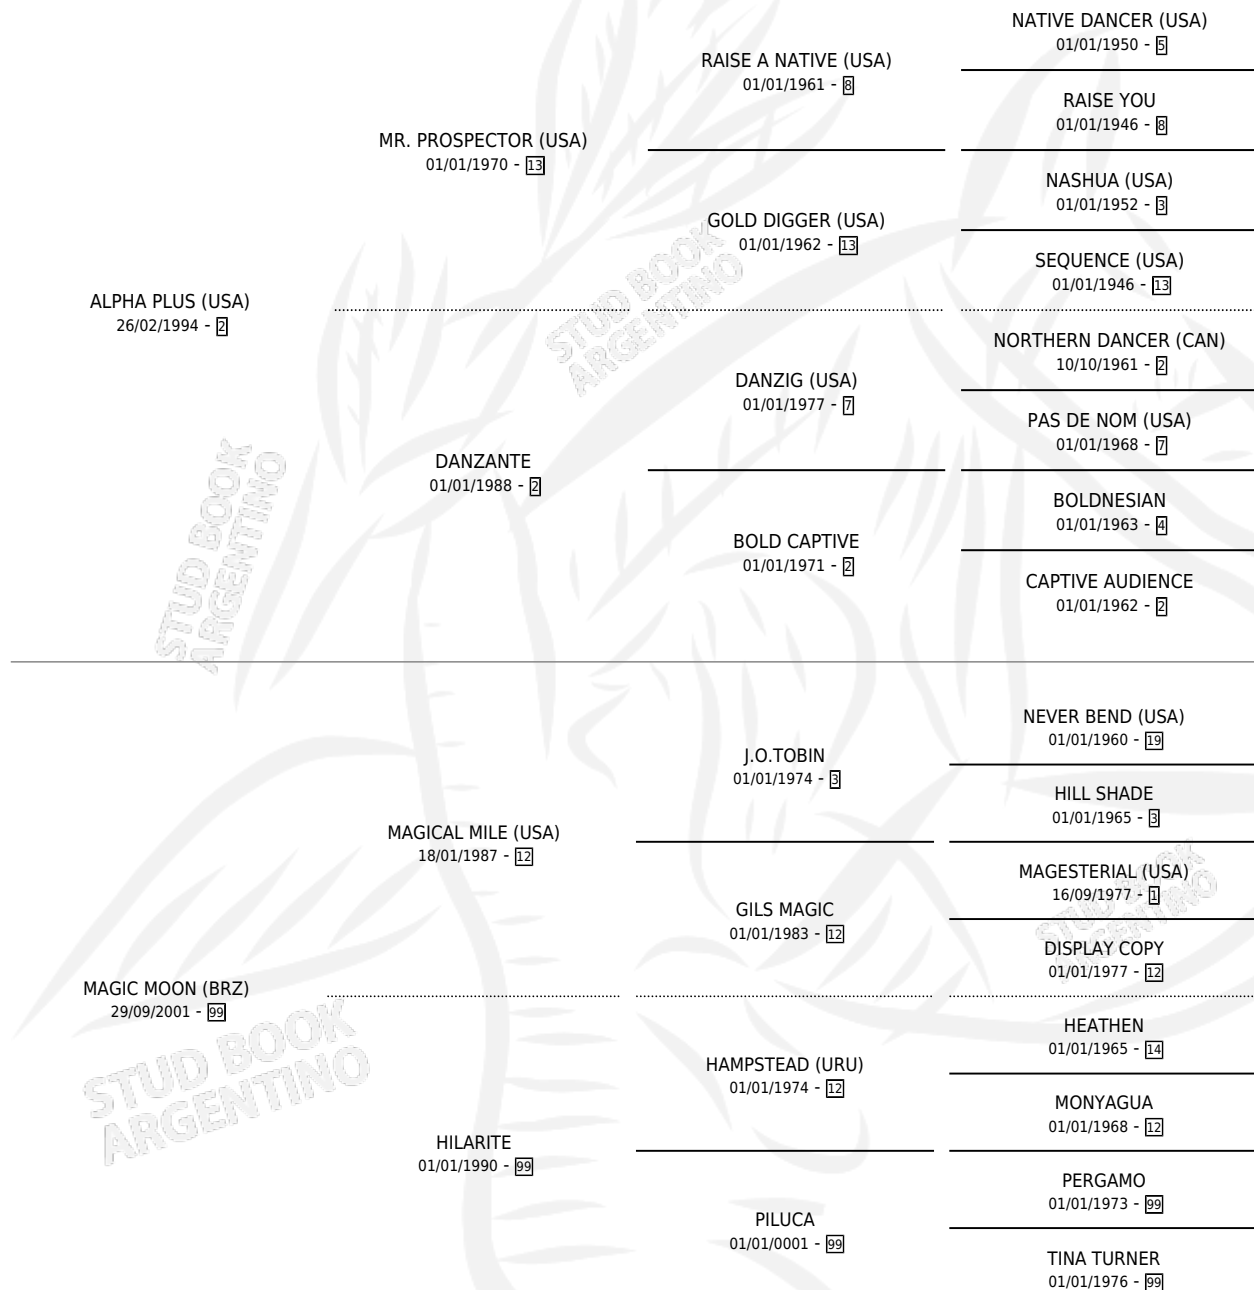 NATIVE DANCER (USA)
01/01/1950 - 5
RAISE A NATIVE (USA)
01/01/1961 - 8
RAISE YOU
01/01/1946 - 8
MR. PROSPECTOR (USA)
01/01/1970 - 13
NASHUA (USA)
01/01/1952 - 3
GOLD DIGGER (USA)
01/01/1962 - 13
SEQUENCE (USA)
01/01/1946 - 13
ALPHA PLUS (USA)
26/02/1994 - 2
NORTHERN DANCER (CAN)
10/10/1961 - 2
DANZIG (USA)
01/01/1977 - 7
PAS DE NOM (USA)
01/01/1968 - 7
DANZANTE
01/01/1988 - 2
BOLDNESIAN
01/01/1963 - 4
BOLD CAPTIVE
01/01/1971 - 2
CAPTIVE AUDIENCE
01/01/1962 - 2
NEVER BEND (USA)
01/01/1960 - 19
J.O.TOBIN
01/01/1974 - 3
HILL SHADE
01/01/1965 - 3
MAGICAL MILE (USA)
18/01/1987 - 12
MAGESTERIAL (USA)
16/09/1977 - 1
GILS MAGIC
01/01/1983 - 12
DISPLAY COPY
01/01/1977 - 12
MAGIC MOON (BRZ)
29/09/2001 - 99
HEATHEN
01/01/1965 - 14
HAMPSTEAD (URU)
01/01/1974 - 12
MONYAGUA
01/01/1968 - 12
HILARITE
01/01/1990 - 99
PERGAMO
01/01/1973 - 99
PILUCA
01/01/0001 - 99
TINA TURNER
01/01/1976 - 99
STUD BOOK
ARGENTINO
STUD BOOK
ARGENTINO
STUD BOOK
ARGENTINO
STUD BOOK
ARGENTINO